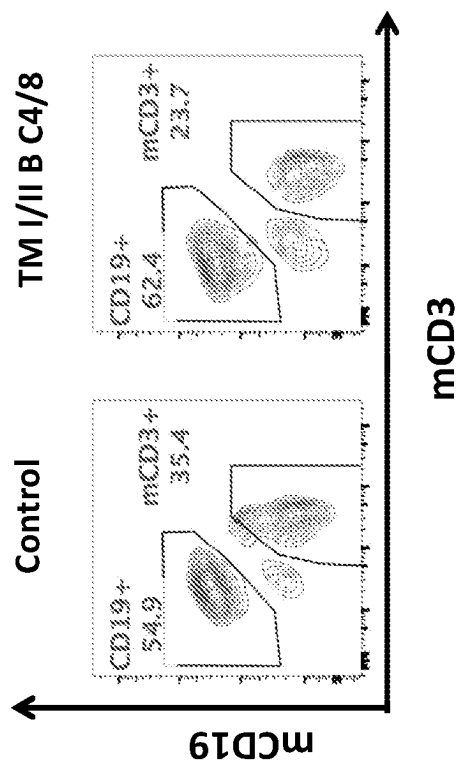 Control
TM I/II B C4/8
CD19+
54.9
mCD3+
35.4
CD19+
62.4
mCD3+
23.7
mCD19
mCD3